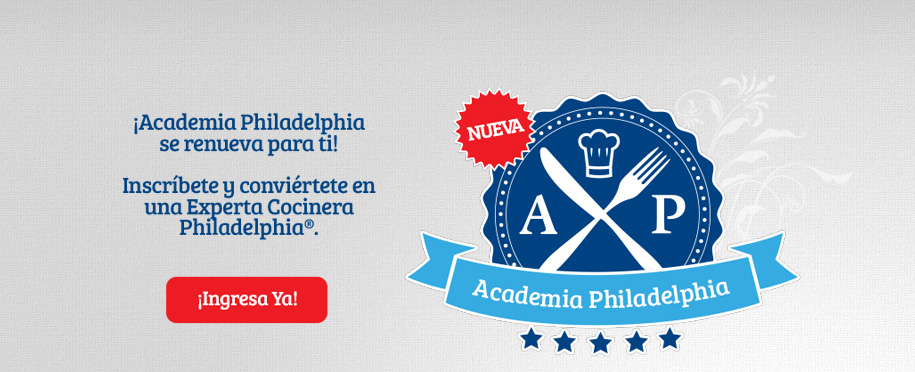 ¡Academia Philadelphia
se renueva para ti!
Inscríbete y conviértete en
una Experta Cocinera
Philadelphia®.
¡Ingresa Ya!
NUEVA
A P
Academia Philadelphia